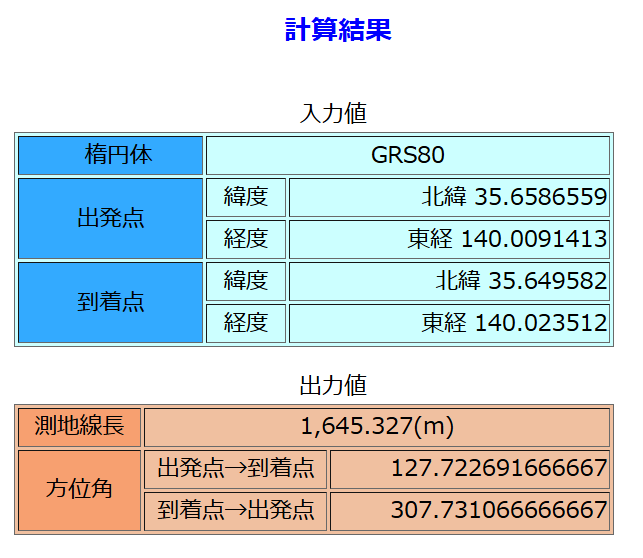 計算結果
入力値
楕円体 GRS80
出発点 緯度 北緯 35.6586559
経度 東経 140.0091413
到着点 緯度 北緯 35.649582
経度 東経 140.023512
出力値
測地線長 1,645.327(m)
方位角 出発点→到着点 127.722691666667
到着点→出発点 307.731066666667